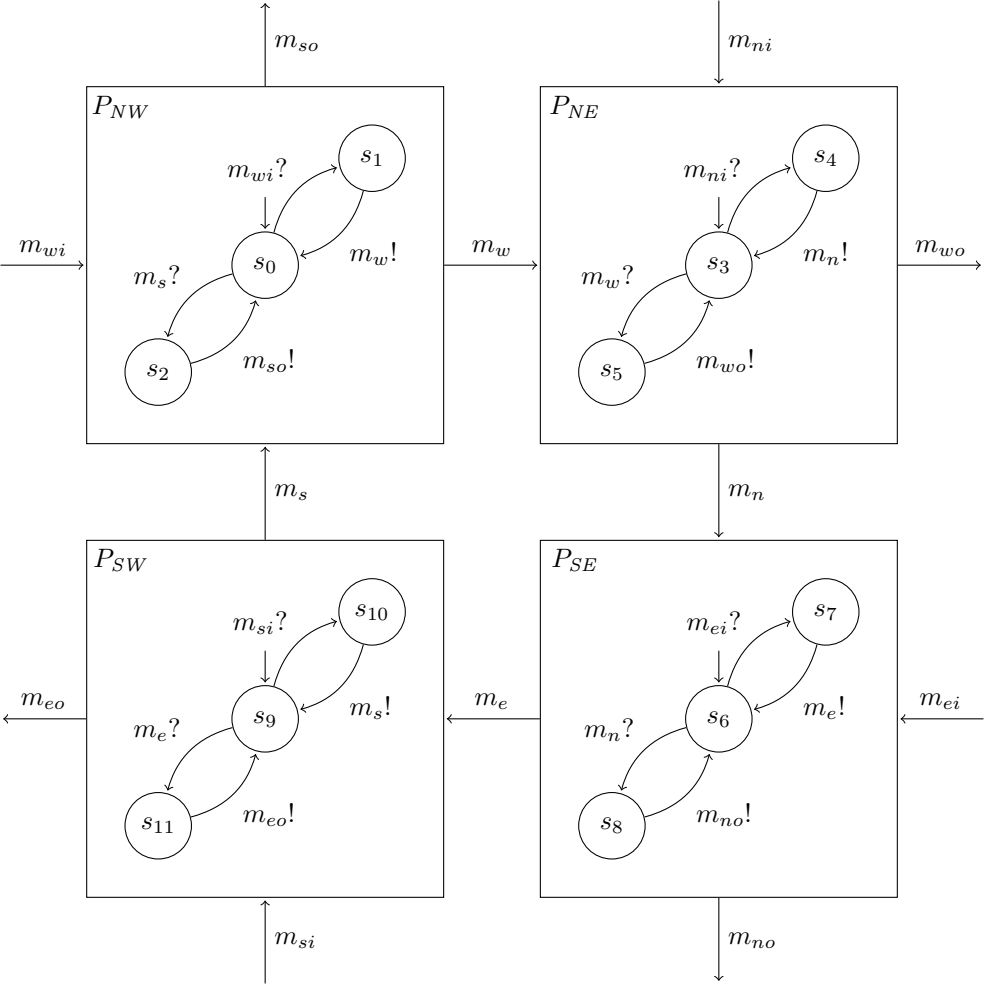 m_so
m_ni
P_NW
s_1
m_wi?
m_w!
s_0
m_s?
m_so!
s_2
P_NE
s_4
m_ni?
m_n!
s_3
m_w?
m_wo!
s_5
m_wi
m_w
m_wo
m_s
m_n
P_SW
s_10
m_si?
m_s!
s_9
m_e?
m_eo!
s_11
P_SE
s_7
m_ei?
m_e!
s_6
m_n?
m_no!
s_8
m_eo
m_e
m_ei
m_si
m_no